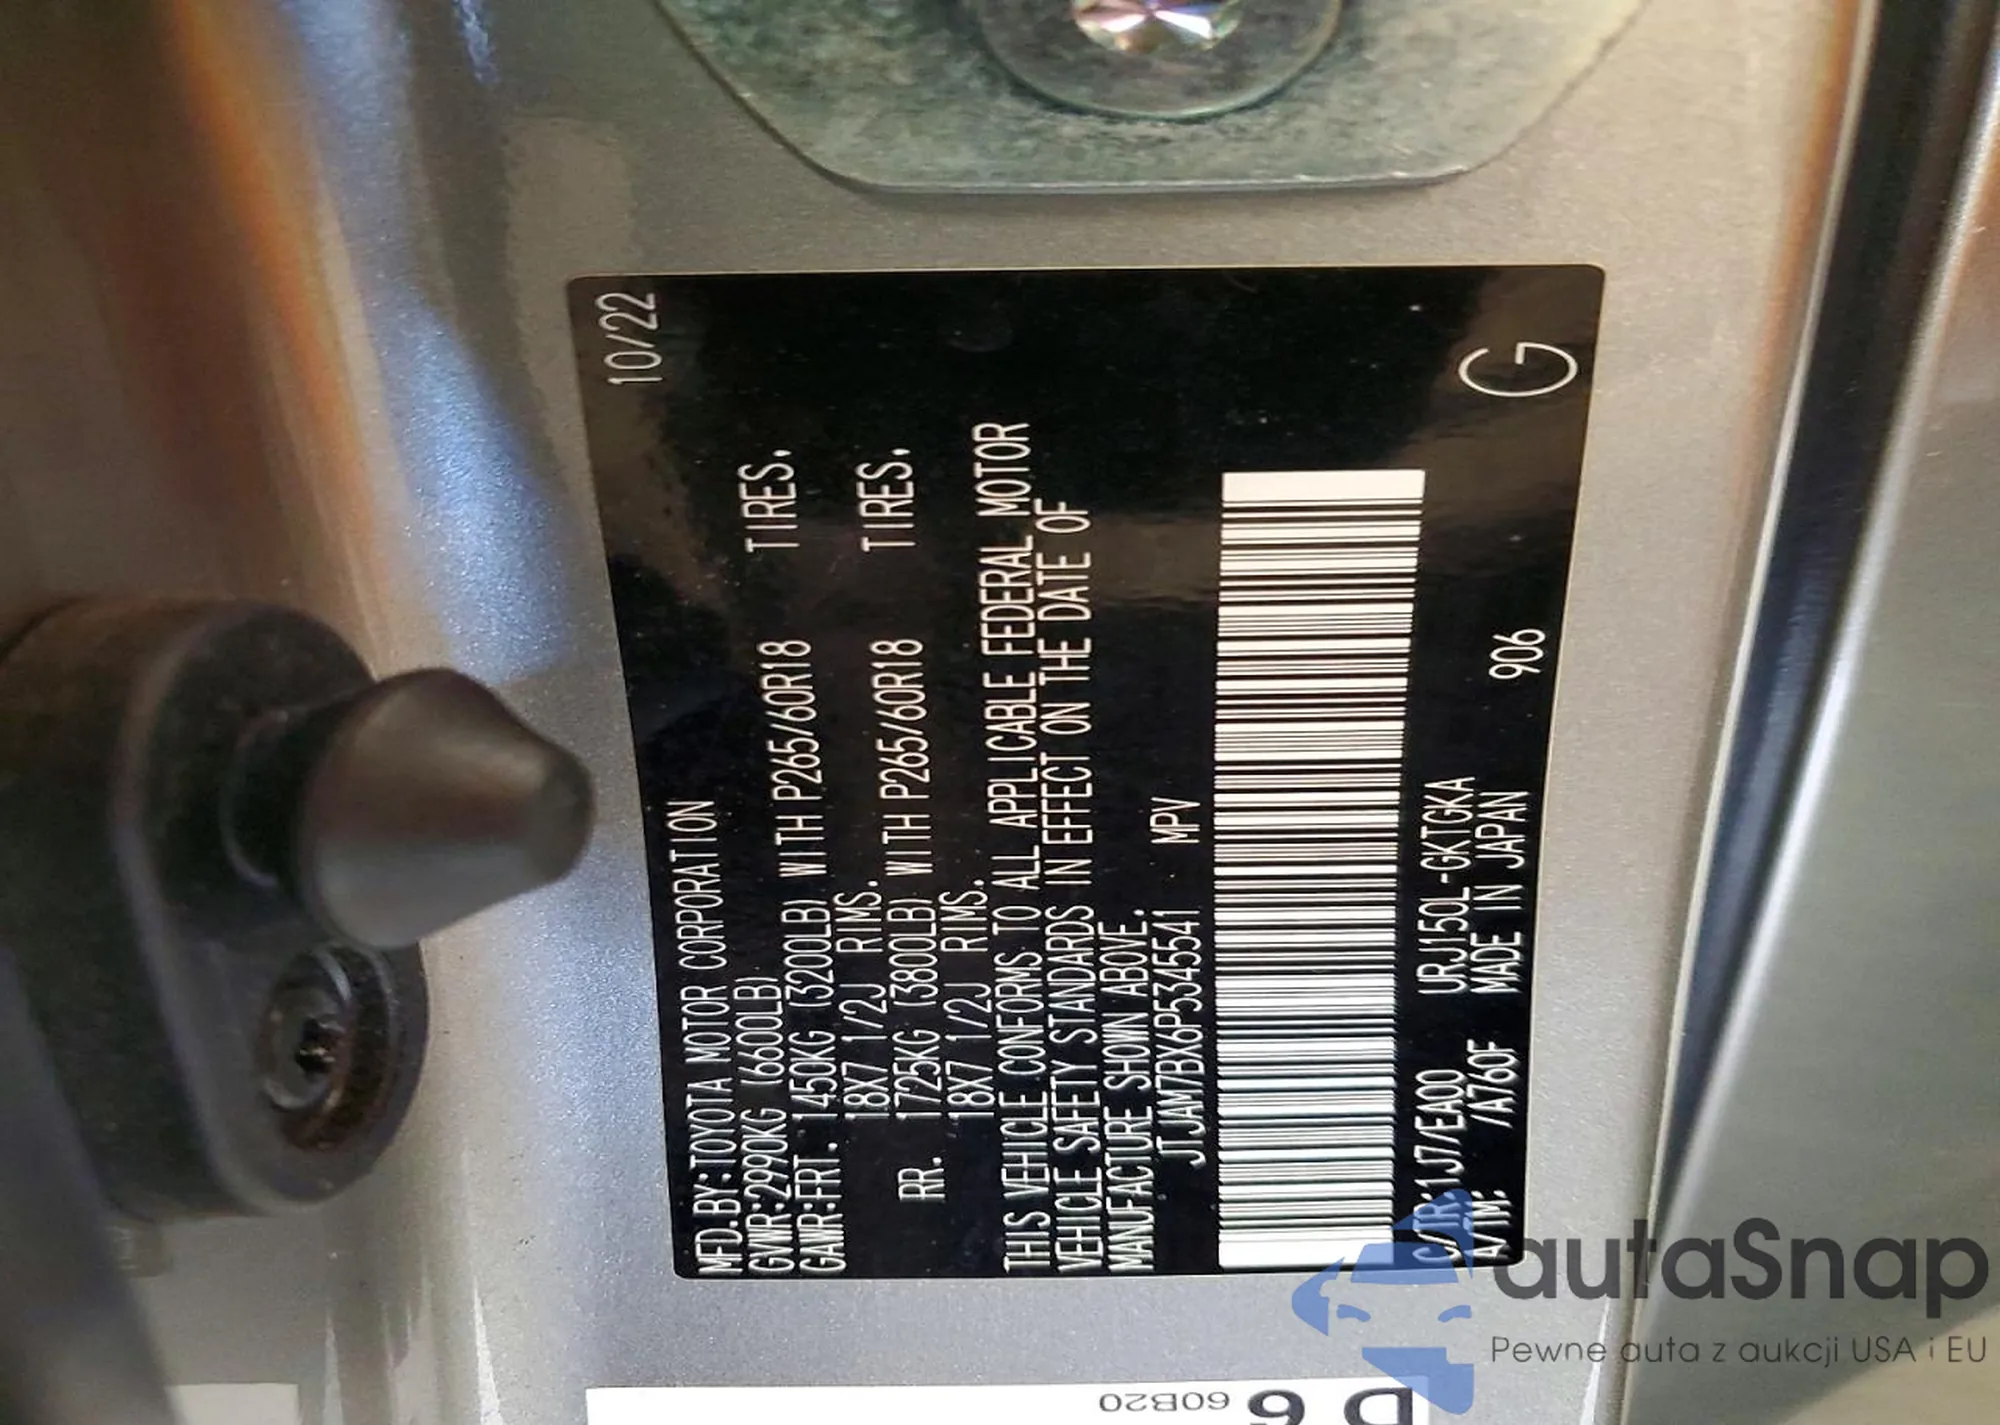 10/22
MFD.BY:TOYOTA MOTOR CORPORATION
GVWR:2990KG (6600LB)
GAWR:FRT. 1450KG (3200LB) WITH P265/60R18 TIRES.
18X7 1/2J RIMS.
RR. 1725KG (3800LB) WITH P265/60R18 TIRES.
18X7 1/2J RIMS.
THIS VEHICLE CONFORMS TO ALL APPLICABLE FEDERAL MOTOR
VEHICLE SAFETY STANDARDS IN EFFECT ON THE DATE OF
MANUFACTURE SHOWN ABOVE.
JTJAM7BX6P5345541 MPV
C/TR:1J7/EA00 URJ150L-GKTGKA
A/TM: /A760F MADE IN JAPAN 906
G
autaSnap
Pewne auta z aukcji USA i EU
D 6
60B20